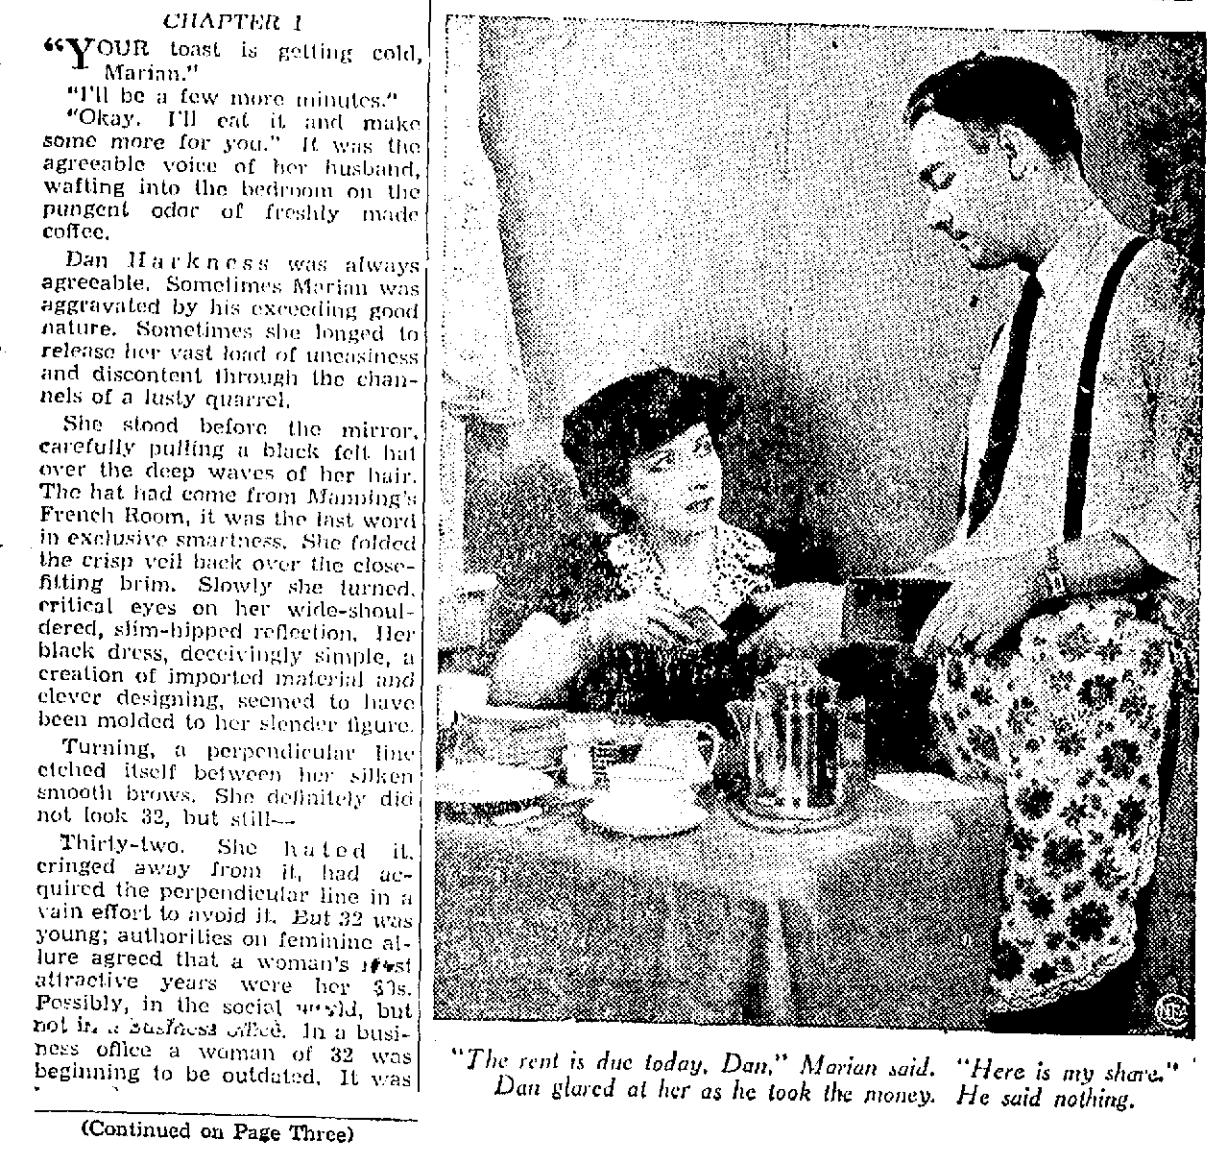 CHAPTER 1
"YOUR toast is getting cold,
Marian."
"I'll be a few more minutes."
"Okay. I'll eat it and make
some more for you." It was the
agreeable voice of her husband,
wafting into the bedroom on the
pungent odor of freshly made
coffee.
Dan Harkness was always
agreeable. Sometimes Marian was
aggravated by his exceeding good
nature. Sometimes she longed to
release her vast load of uneasiness
and discontent through the chan-
nels of a lusty quarrel.
She stood before the mirror,
carefully pulling a black felt hat
over the deep waves of her hair.
The hat had come from Manning's
French Room, it was the last word
in exclusive smartness. She folded
the crisp veil back over the close-
fitting brim. Slowly she turned,
critical eyes on her wide-shoul-
dered, slim-hipped reflection. Her
black dress, deceivingly simple, a
creation of imported material and
clever designing, seemed to have
been molded to her slender figure.
Turning, a perpendicular line
etched itself between her silken
smooth brows. She definitely did
not look 32, but still—
Thirty-two. She hated it,
cringed away from it, had ac-
quired the perpendicular line in a
vain effort to avoid it. But 32 was
young; authorities on feminine al-
lure agreed that a woman's most
attractive years were her 30s.
Possibly, in the social world, but
not in a business office. In a busi-
ness office a woman of 32 was
beginning to be outdated. It was
(Continued on Page Three)
"The rent is due today, Dan," Marian said. "Here is my share."
Dan glared at her as he took the money. He said nothing.